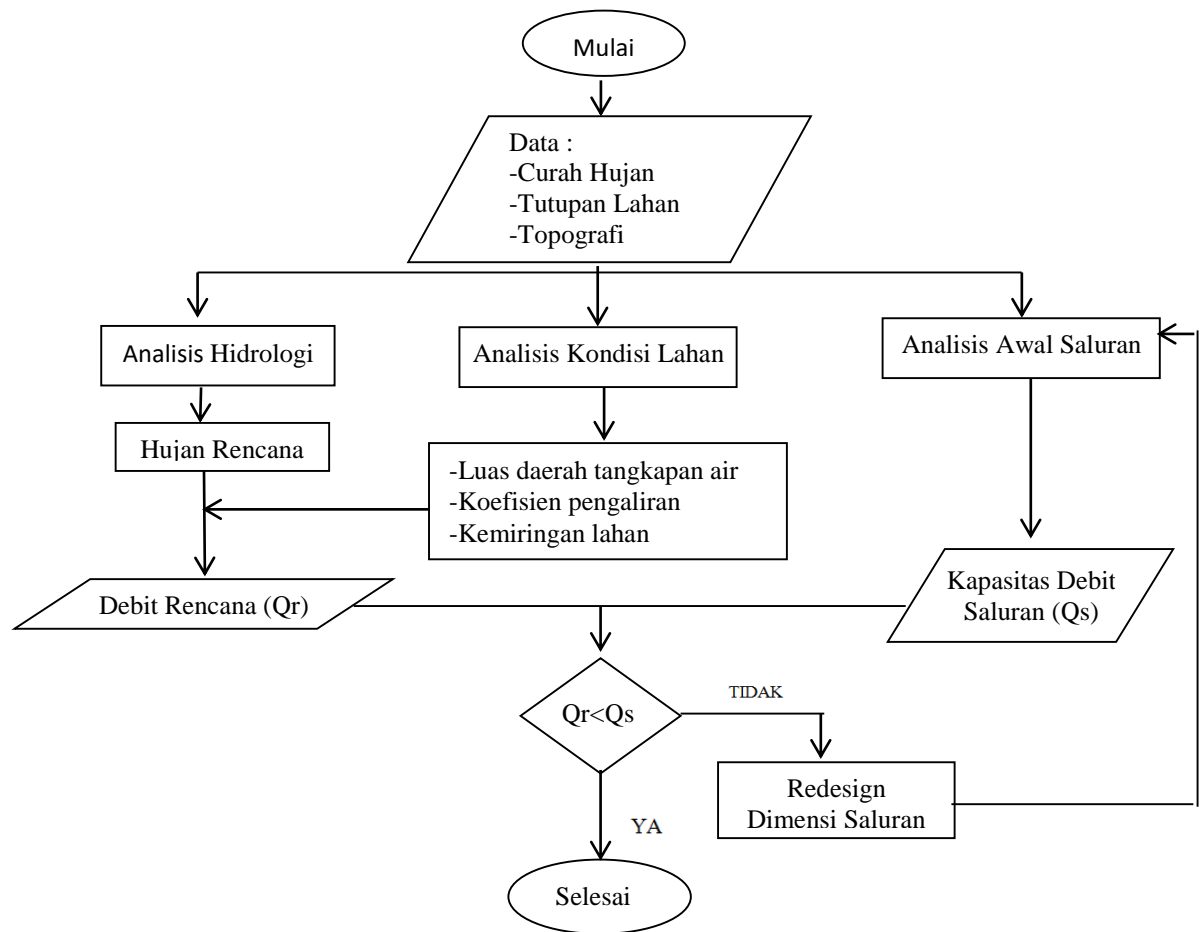 Mulai
Data :
-Curah Hujan
-Tutupan Lahan
-Topografi
Analisis Hidrologi
Analisis Kondisi Lahan
Analisis Awal Saluran
Hujan Rencana
-Luas daerah tangkapan air
-Koefisien pengaliran
-Kemiringan lahan
Debit Rencana (Qr)
Kapasitas Debit
Saluran (Qs)
Qr<Qs
TIDAK
Redesign
Dimensi Saluran
YA
Selesai